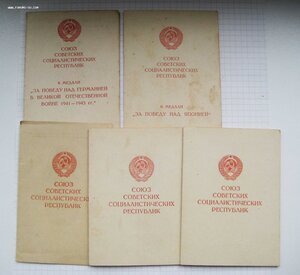 СОЮЗ
СОВЕТСКИХ
СОЦИАЛИСТИЧЕСКИХ
РЕСПУБЛИК
К МЕДАЛИ
"ЗА ПОБЕДУ НАД ГЕРМАНИЕЙ
В ВЕЛИКОЙ ОТЕЧЕСТВЕННОЙ
ВОЙНЕ 1941—1945 гг."
СОЮЗ
СОВЕТСКИХ
СОЦИАЛИСТИЧЕСКИХ
РЕСПУБЛИК
К МЕДАЛИ
"ЗА ПОБЕДУ НАД ЯПОНИЕЙ"
СОЮЗ
СОВЕТСКИХ
СОЦИАЛИСТИЧЕСКИХ
РЕСПУБЛИК
СОЮЗ
СОВЕТСКИХ
СОЦИАЛИСТИЧЕСКИХ
РЕСПУБЛИК
СОЮЗ
СОВЕТСКИХ
СОЦИАЛИСТИЧЕСКИХ
РЕСПУБЛИК